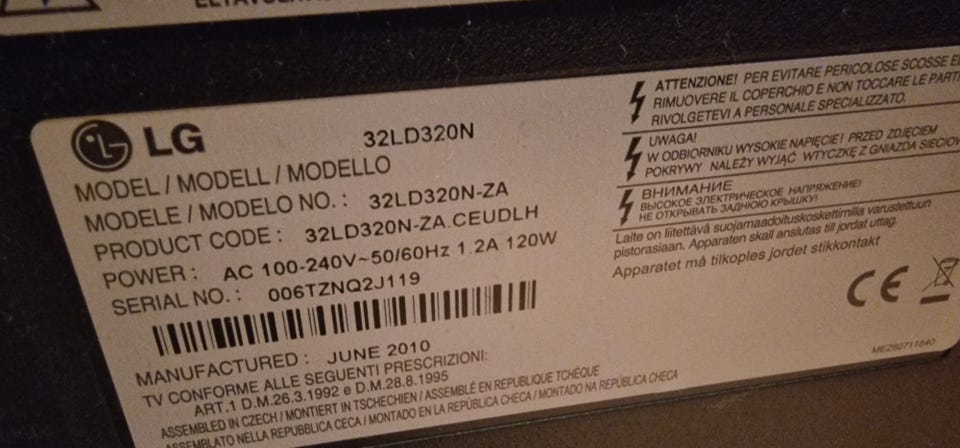 LG 32LD320N
MODEL / MODELL / MODELLO
MODELE / MODELO NO. : 32LD320N-ZA
PRODUCT CODE : 32LD320N-ZA.CEUDLH
POWER : AC 100-240V~50/60Hz 1.2A 120W
SERIAL NO. : 006TZNQ2J119
MANUFACTURED : JUNE 2010
TV CONFORME ALLE SEGUENTI PRESCRIZIONI:
ART.1 D.M.26.3.1992 e D.M.28.8.1995
ASSEMBLED IN CZECH / MONTIERT IN TSCHECHIEN / ASSEMBLÉ EN REPUBLIQUE TCHÉQUE
ASSEMBLATO NELLA REPUBBLICA CECA / MONTADO EN LA REPÚBLICA CHECA / MONTADO NA REPÚBLICA CHECA
ATTENZIONE! PER EVITARE PERICOLOSE SCOSSE EL
RIMUOVERE IL COPERCHIO E NON TOCCARE LE PARTI
RIVOLGETEVI A PERSONALE SPECIALIZZATO.
UWAGA!
W ODBIORNIKU WYSOKIE NAPIĘCIE! PRZED ZDJĘCIEM
POKRYWY NALEŻY WYJĄĆ WTYCZKĘ Z GNIAZDA SIECIOW
ВНИМАНИЕ
ВЫСОКОЕ ЭЛЕКТРИЧЕСКОЕ НАПРЯЖЕНИЕ!
НЕ ОТКРЫВАТЬ ЗАДНЮЮ КРЫШКУ!
Laite on liitettävä suojamaadoituskoskettimilla varustettuun
pistorasiaan. Apparaten skall anslutas till jordat uttag.
Apparatet må tilkoples jordet stikkontakt
CE
MEZ62711640